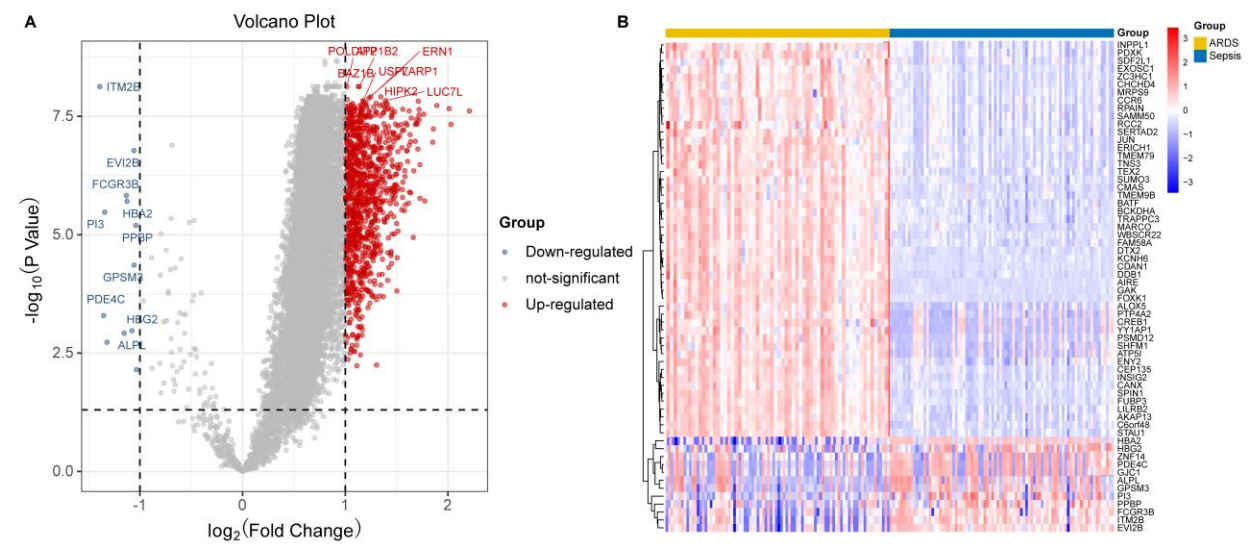 A
Volcano Plot
POLDIP2
ATP1B2
ERN1
BAZ1B
USP7
LARP1
HIPK2
LUC7L
ITM2B
EVI2B
FCGR3B
HBA2
PI3
PPBP
GPSM3
PDE4C
HBG2
ALPL
7.5
5.0
2.5
0.0
-1
0
1
2
-log10(P Value)
log2(Fold Change)
Group
Down-regulated
not-significant
Up-regulated
B
Group
INPPL1
PDXK
SDF2L1
EXOSC1
ZC3HC1
CHCHD4
MRPS9
CCR6
RPAIN
SAMM50
RCC2
SERTAD2
JUN
ERICH1
TMEM79
TNS3
TEX2
SUMO3
CMAS
TMEM9B
BATF
BCKDHA
TRAPPC3
MARCO
WBSCR22
FAM58A
DTX2
KCNH6
CDAN1
DDB1
AIRE
GAK
FOXK1
ALOX5
PTP4A2
CREB1
YY1AP1
PSMD12
SHFM1
ATP5I
ENY2
CEP135
INSIG2
CANX
SPIN1
FUBP3
LILRB2
AKAP13
C6orf48
STAU1
HBA2
HBG2
ZNF14
PDE4C
GJC1
ALPL
GPSM3
PI3
PPBP
FCGR3B
ITM2B
EVI2B
3
2
1
0
-1
-2
-3
Group
ARDS
Sepsis